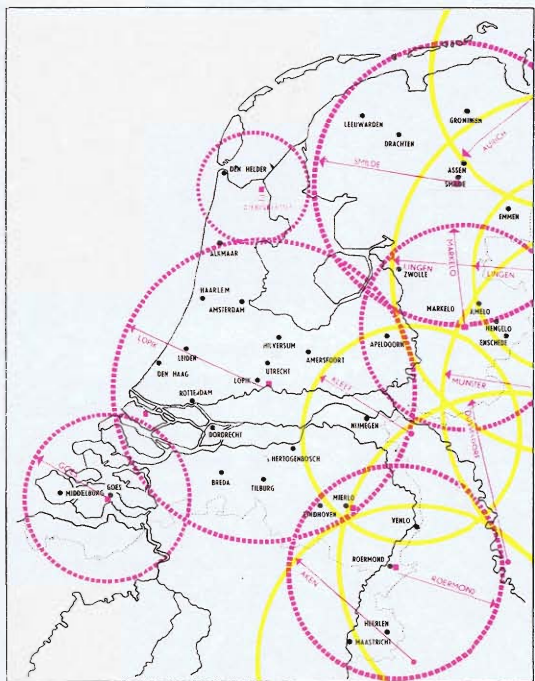 GRONINGEN
LEEUWARDEN
DRACHTEN
AURICH
SMILDE
ASSEN
SMILDE
DEN HELDER
EMMEN
MARKELO
LINGEN
LINGEN
ZWOLLE
ALKMAAR
HAARLEM
AMSTERDAM
MARKELO
HENGELO
ENSCHEDE
LOPIK
HILVERSUM
APELDOORN
LEIDEN
AMERSFOORT
UTRECHT
DEN HAAG
LOPIK
KLEEF
MUNSTER
ROTTERDAM
DORDRECHT
NIJMEGEN
'S HERTOGENBOSCH
GOES
MIDDELBURG
GOES
BREDA
TILBURG
MIERLO
EINDHOVEN
VENLO
ROERMOND
ROERMOND
AKEN
HEERLEN
MAASTRICHT